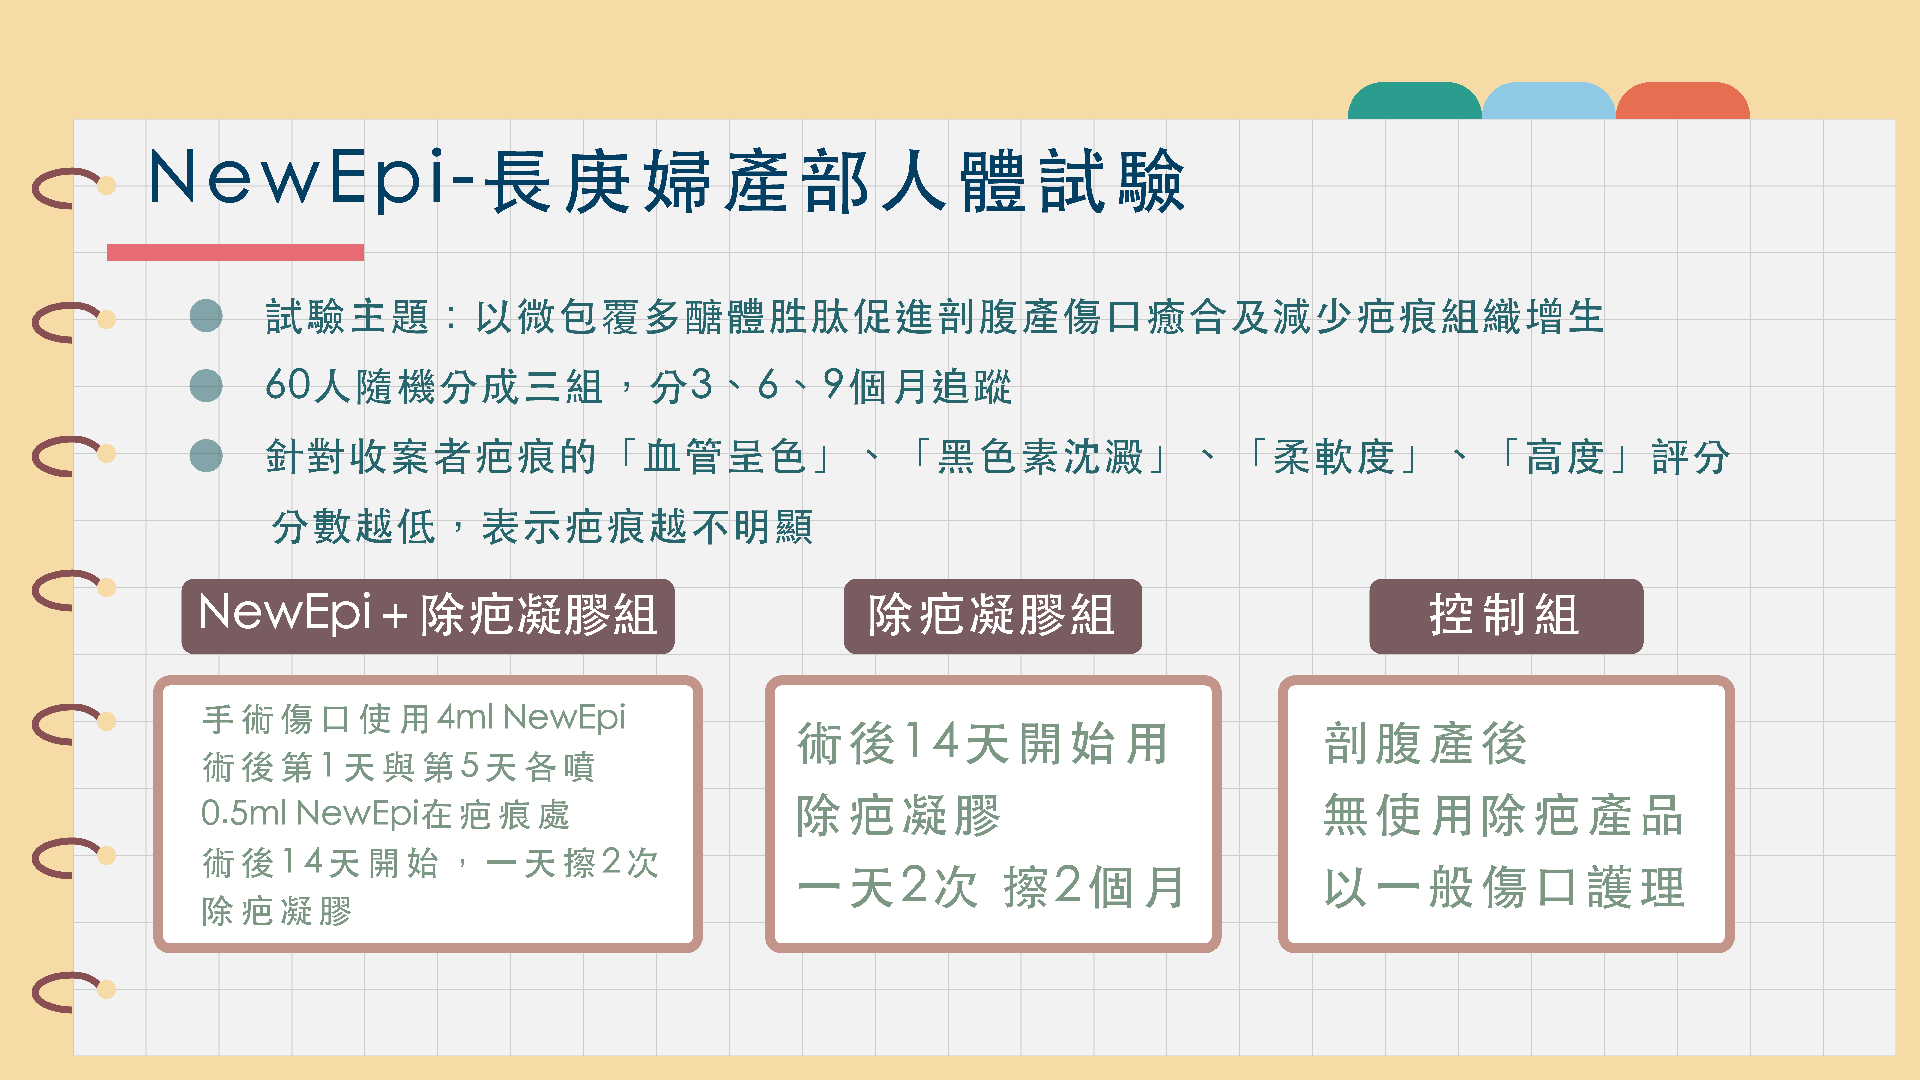 NewEpi-長庚婦產部人體試驗
試驗主題：以微包覆多醣體胜肽促進剖腹產傷口癒合及減少疤痕組織增生
60人隨機分成三組，分3、6、9個月追蹤
針對收案者疤痕的「血管呈色」、「黑色素沈澱」、「柔軟度」、「高度」評分
分數越低，表示疤痕越不明顯
NewEpi＋除疤凝膠組
手術傷口使用4ml NewEpi
術後第1天與第5天各噴
0.5ml NewEpi在疤痕處
術後14天開始，一天擦2次
除疤凝膠
除疤凝膠組
術後14天開始用
除疤凝膠
一天2次 擦2個月
控制組
剖腹產後
無使用除疤產品
以一般傷口護理